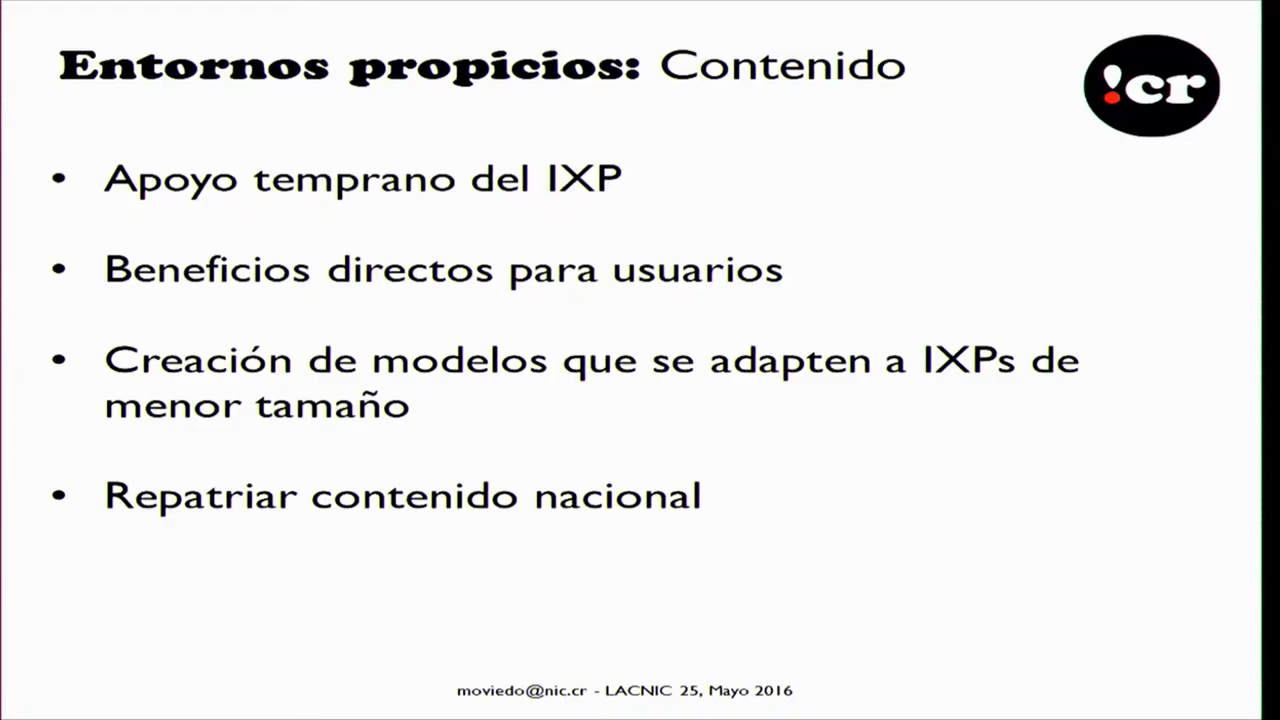 Entornos propicios: Contenido
!cr
• Apoyo temprano del IXP
• Beneficios directos para usuarios
• Creación de modelos que se adapten a IXPs de
menor tamaño
• Repatriar contenido nacional
moviedo@nic.cr - LACNIC 25, Mayo 2016